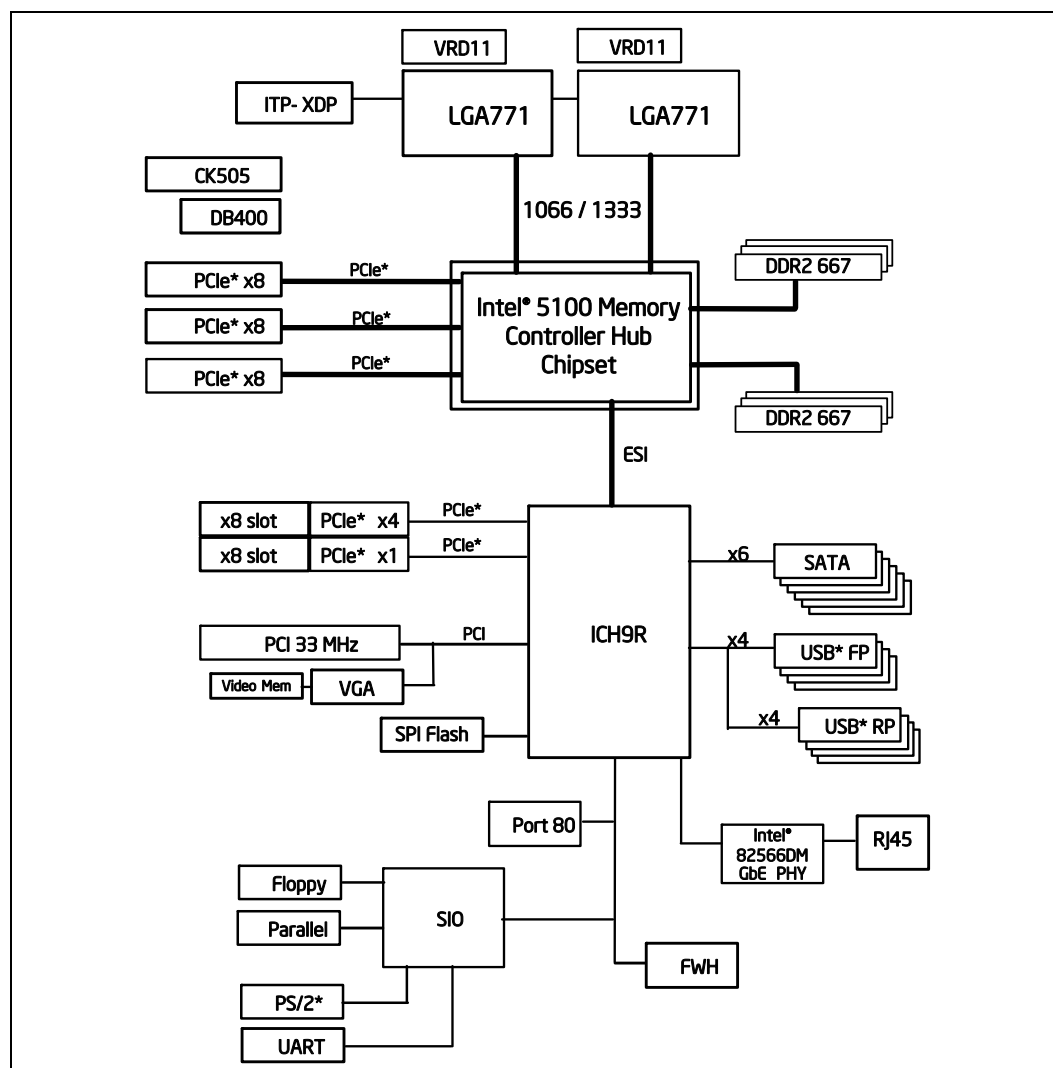 VRD11
VRD11
ITP- XDP
LGA771
LGA771
CK505
DB400
1066 / 1333
PCIe* x8
PCIe*
PCIe* x8
PCIe*
PCIe* x8
PCIe*
Intel® 5100 Memory
Controller Hub
Chipset
DDR2 667
DDR2 667
ESI
x8 slot
PCIe* x4
PCIe*
x8 slot
PCIe* x1
PCIe*
ICH9R
x6
SATA
PCI 33 MHz
PCI
Video Mem
VGA
x4
USB* FP
x4
USB* RP
SPI Flash
Port 80
Intel®
82566DM
GbE PHY
RJ45
Floppy
Parallel
SIO
FWH
PS/2*
UART